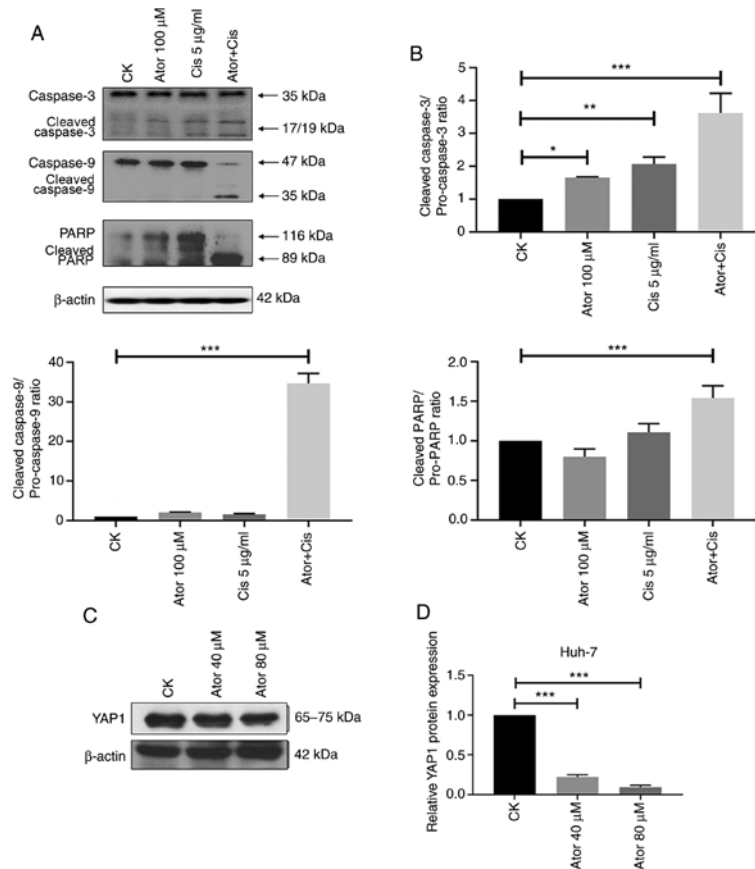 A
CK
Ator 100 μM
Cis 5 μg/ml
Ator+Cis
Caspase-3
35 kDa
Cleaved
caspase-3
17/19 kDa
Caspase-9
47 kDa
Cleaved
caspase-9
35 kDa
PARP
116 kDa
Cleaved
PARP
89 kDa
β-actin
42 kDa
B
Cleaved caspase-3/
Pro-caspase-3 ratio
5
4
3
2
1
0
***
**
*
CK
Ator 100 μM
Cis 5 μg/ml
Ator+Cis
Cleaved caspase-9/
Pro-caspase-9 ratio
40
30
20
10
0
***
CK
Ator 100 μM
Cis 5 μg/ml
Ator+Cis
Cleaved PARP/
Pro-PARP ratio
2.0
1.5
1.0
0.5
0.0
***
CK
Ator 100 μM
Cis 5 μg/ml
Ator+Cis
C
CK
Ator 40 μM
Ator 80 μM
YAP1
65–75 kDa
β-actin
42 kDa
D
Huh-7
Relative YAP1 protein expression
1.5
1.0
0.5
0.0
***
***
CK
Ator 40 μM
Ator 80 μM